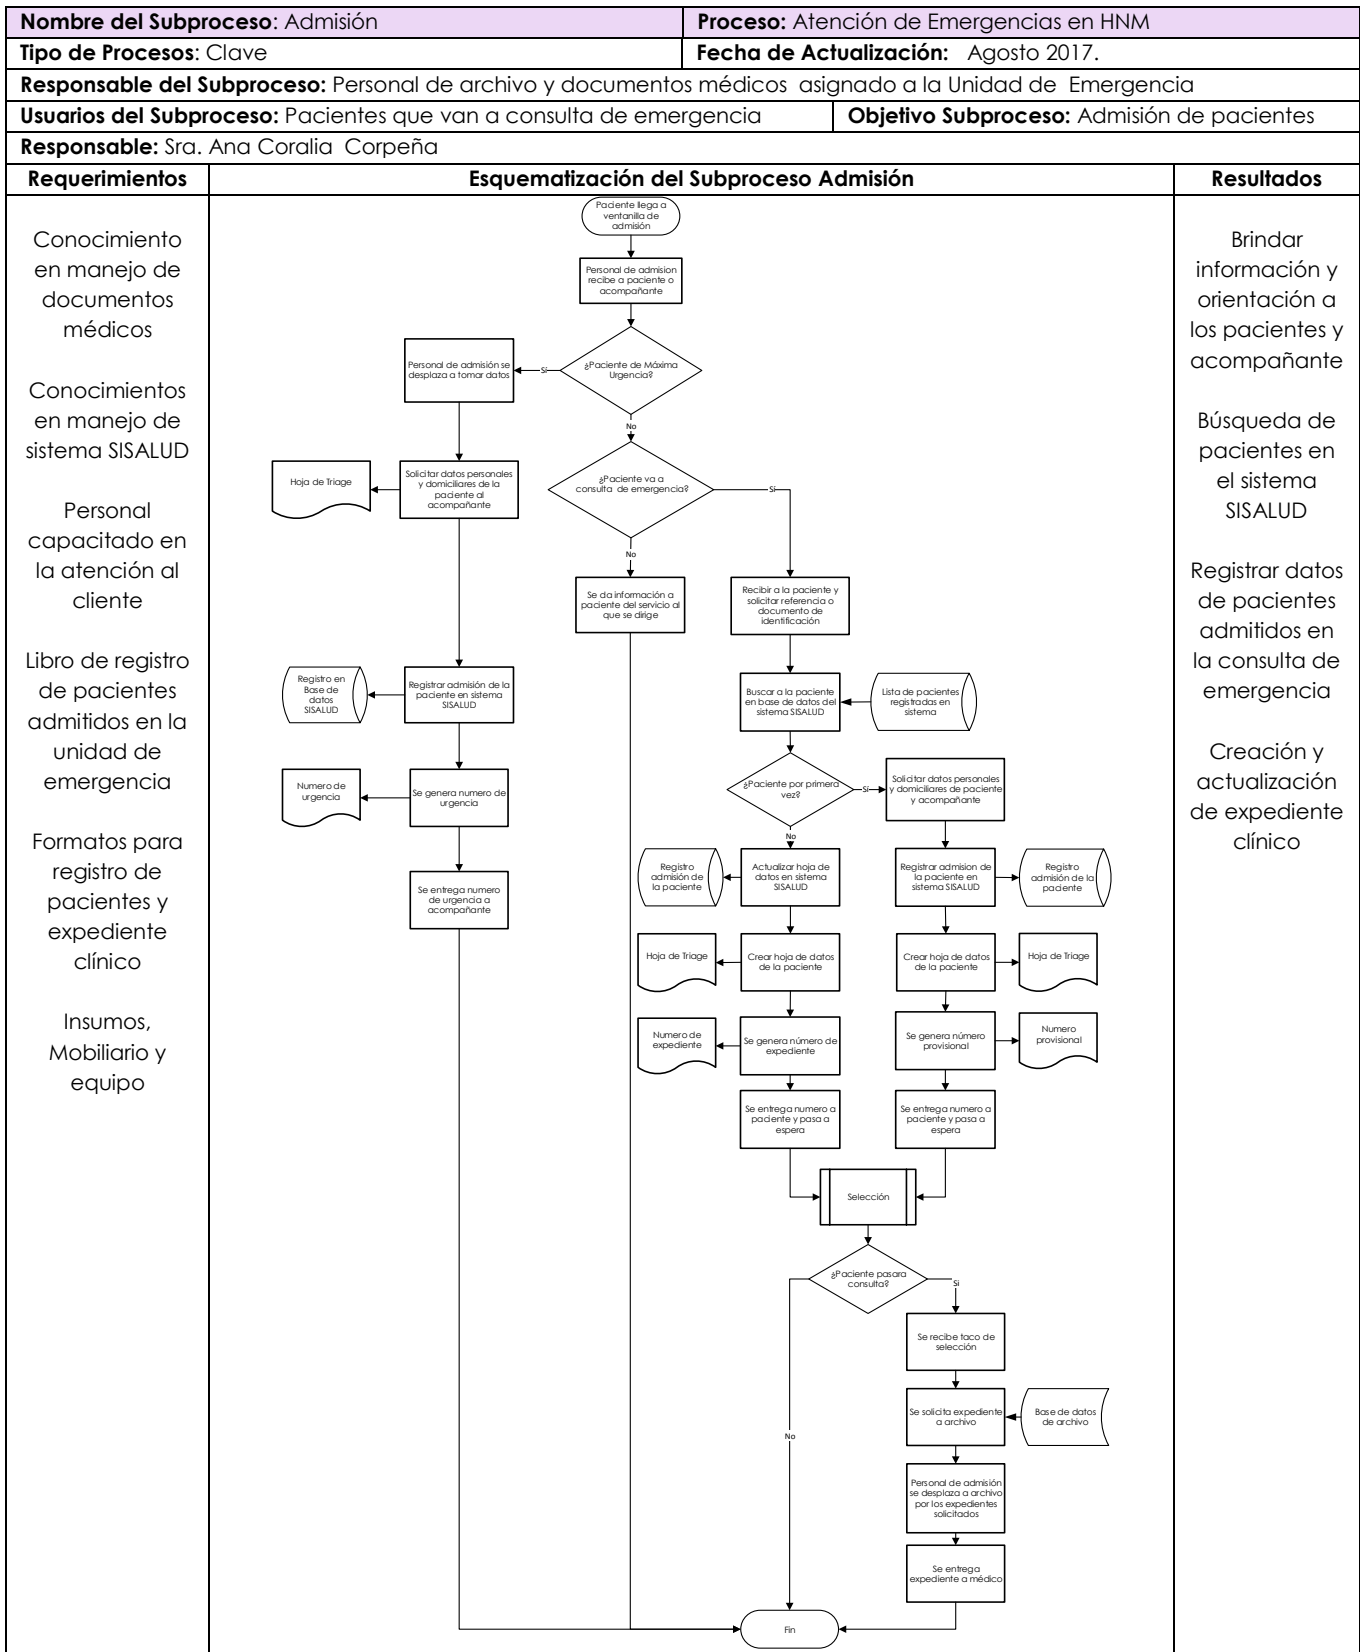 Nombre del Subproceso: Admisión
Proceso: Atención de Emergencias en HNM
Tipo de Procesos: Clave
Fecha de Actualización: Agosto 2017.
Responsable del Subproceso: Personal de archivo y documentos médicos asignado a la Unidad de Emergencia
Usuarios del Subproceso: Pacientes que van a consulta de emergencia
Objetivo Subproceso: Admisión de pacientes
Responsable: Sra. Ana Coralia Corpeña
Requerimientos
Esquematización del Subproceso Admisión
Resultados
Conocimiento
en manejo de
documentos
médicos
Conocimientos
en manejo de
sistema SISALUD
Personal
capacitado en
la atención al
cliente
Libro de registro
de pacientes
admitidos en la
unidad de
emergencia
Formatos para
registro de
pacientes y
expediente
clínico
Insumos,
Mobiliario y
equipo
Paciente llega a
ventanilla de
admisión
Personal de admision
recibe a paciente o
acompañante
¿Paciente de Máxima
Urgencia?
Sí
No
Personal de admisión se
desplaza a tomar datos
Solicitar datos personales
y domiciliares de la
paciente al
acompañante
Hoja de Triage
¿Paciente va a
consulta de emergencia?
Sí
No
Se da información a
paciente del servicio al
que se dirige
Recibir a la paciente y
solicitar referencia o
documento de
identificación
Registro en
Base de
datos
SISALUD
Registrar admisión de la
paciente en sistema
SISALUD
Buscar a la paciente
en base de datos del
sistema SISALUD
Lista de pacientes
registradas en
sistema
Numero de
urgencia
Se genera numero de
urgencia
¿Paciente por primera
vez?
Sí
No
Solicitar datos personales
y domiciliares de paciente
y acompañante
Se entrega numero
de urgencia a
acompañante
Registro
admisión de
la paciente
Actualizar hoja de
datos en sistema
SISALUD
Registrar admision de
la paciente en
sistema SISALUD
Registro
admisión de la
paciente
Hoja de Triage
Crear hoja de datos
de la paciente
Crear hoja de datos
de la paciente
Hoja de Triage
Numero de
expediente
Se genera número de
expediente
Se genera número
provisional
Numero
provisional
Se entrega numero a
paciente y pasa a
espera
Se entrega numero a
paciente y pasa a
espera
Selección
¿Paciente pasara
consulta?
Si
No
Se recibe taco de
selección
Se solicita expediente
a archivo
Base de datos
de archivo
Personal de admisión
se desplaza a archivo
por los expedientes
solicitados
Se entrega
expediente a médico
Fin
Brindar
información y
orientación a
los pacientes y
acompañante
Búsqueda de
pacientes en
el sistema
SISALUD
Registrar datos
de pacientes
admitidos en
la consulta de
emergencia
Creación y
actualización
de expediente
clínico